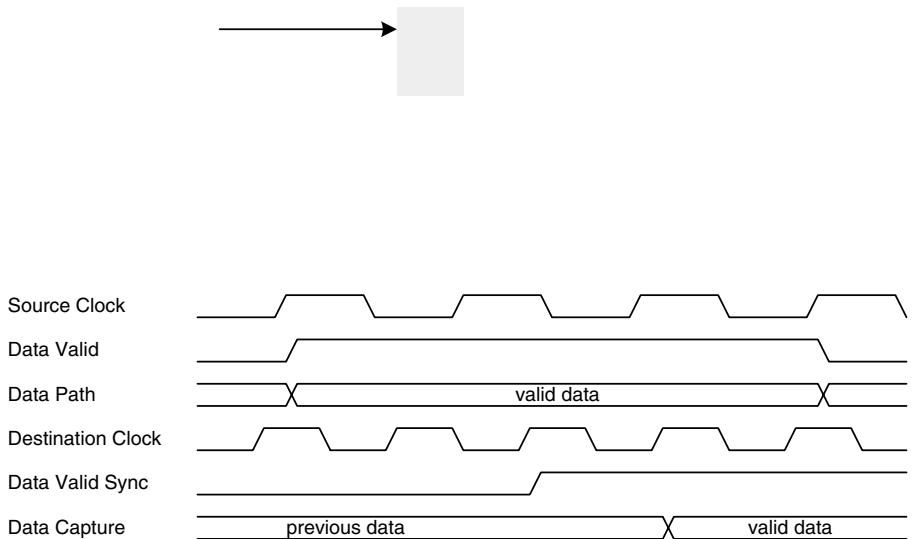 Source Clock
Data Valid
Data Path
valid data
Destination Clock
Data Valid Sync
Data Capture
previous data
valid data